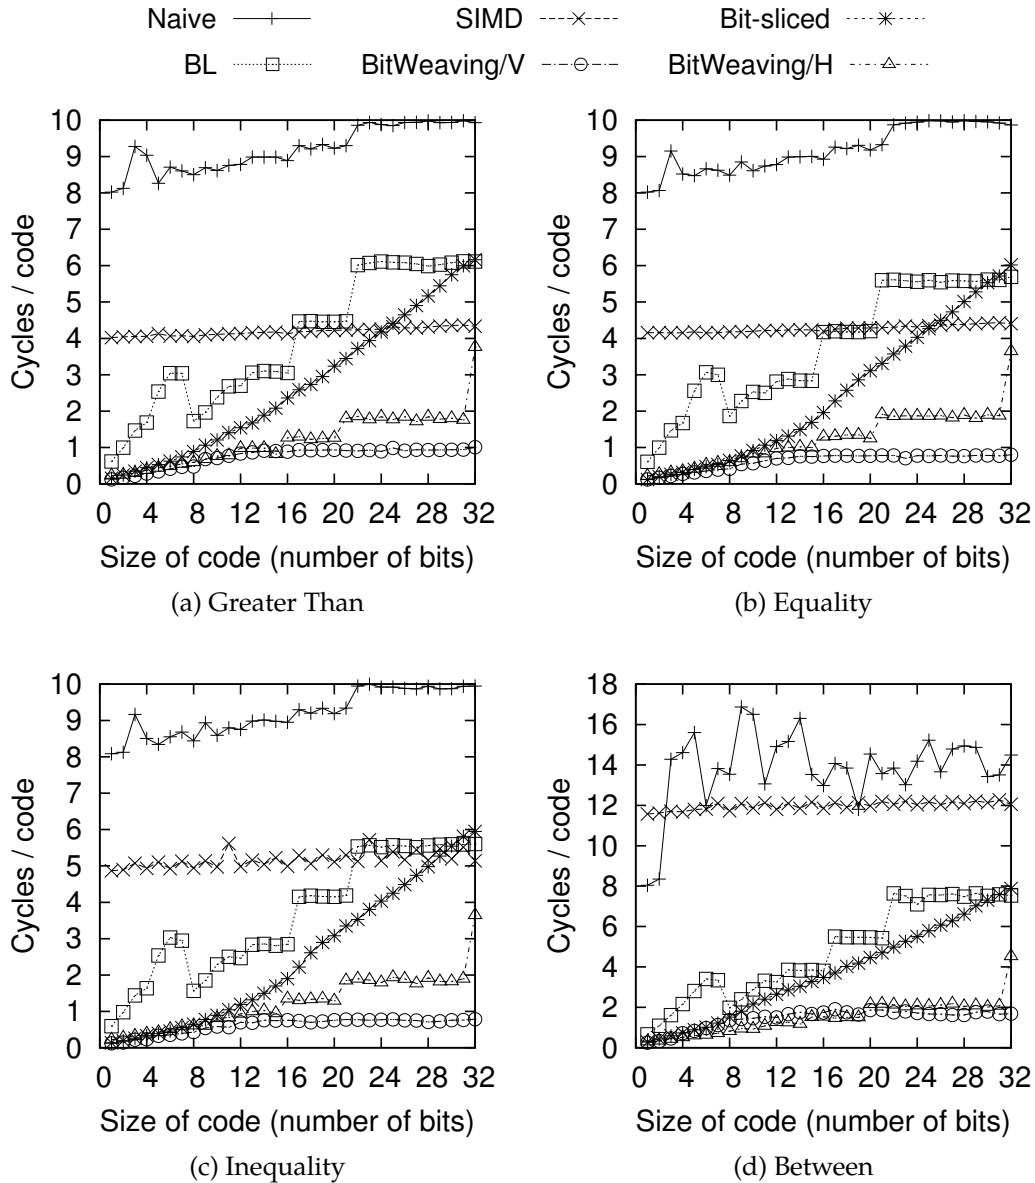 Naive SIMD Bit-sliced
BL BitWeaving/V BitWeaving/H
10
9
8
7
6
5
4
3
2
1
0
Cycles / code
0 4 8 12 16 20 24 28 32
Size of code (number of bits)
(a) Greater Than
10
9
8
7
6
5
4
3
2
1
0
Cycles / code
0 4 8 12 16 20 24 28 32
Size of code (number of bits)
(b) Equality
10
9
8
7
6
5
4
3
2
1
0
Cycles / code
0 4 8 12 16 20 24 28 32
Size of code (number of bits)
(c) Inequality
18
16
14
12
10
8
6
4
2
0
Cycles / code
0 4 8 12 16 20 24 28 32
Size of code (number of bits)
(d) Between